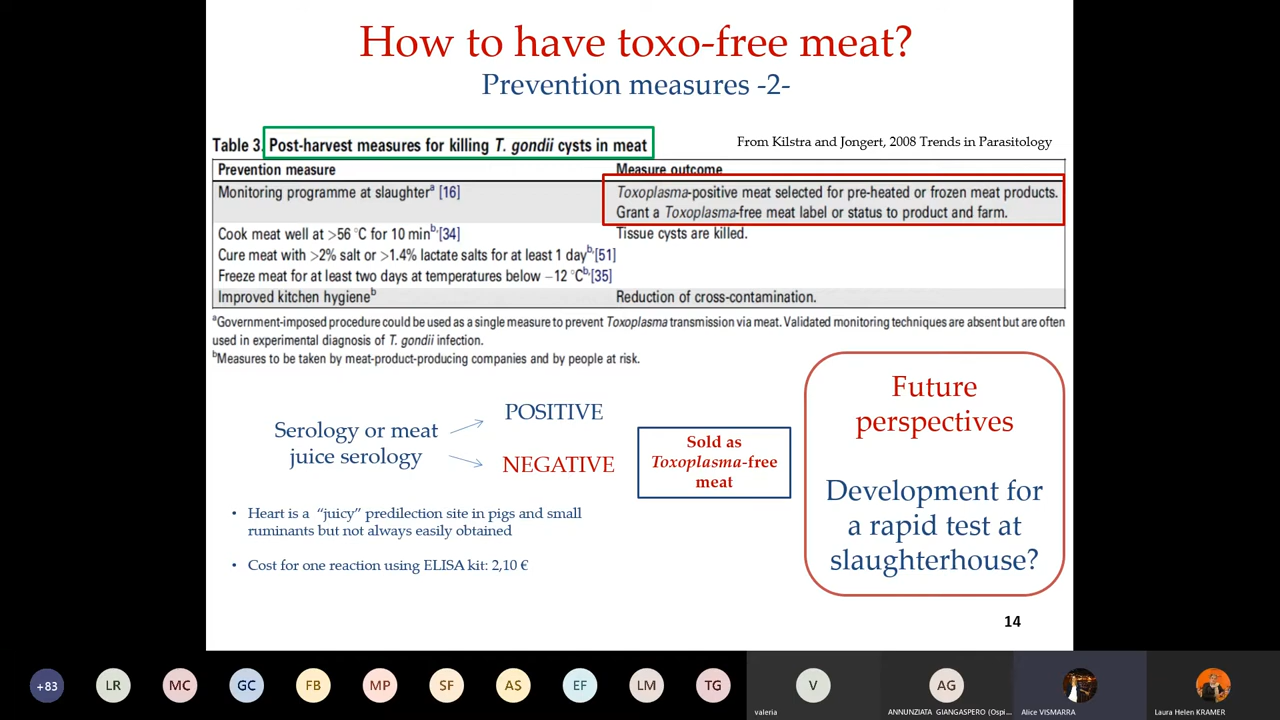 How to have toxo-free meat?
Prevention measures -2-
Table 3. Post-harvest measures for killing T. gondii cysts in meat
From Kilstra and Jongert, 2008 Trends in Parasitology
Prevention measure Measure outcome
Monitoring programme at slaughterᵃ [16] Toxoplasma-positive meat selected for pre-heated or frozen meat products.
Grant a Toxoplasma-free meat label or status to product and farm.
Cook meat well at >56 °C for 10 minᵇ,[34] Tissue cysts are killed.
Cure meat with >2% salt or >1.4% lactate salts for at least 1 dayᵇ,[51]
Freeze meat for at least two days at temperatures below −12 °Cᵇ,[35]
Improved kitchen hygieneᵇ Reduction of cross-contamination.
ᵃGovernment-imposed procedure could be used as a single measure to prevent Toxoplasma transmission via meat. Validated monitoring techniques are absent but are often
used in experimental diagnosis of T. gondii infection.
ᵇMeasures to be taken by meat-product-producing companies and by people at risk.
Serology or meat
juice serology
POSITIVE
NEGATIVE
Sold as
Toxoplasma-free
meat
• Heart is a "juicy" predilection site in pigs and small
ruminants but not always easily obtained
• Cost for one reaction using ELISA kit: 2,10 €
Future
perspectives
Development for
a rapid test at
slaughterhouse?
14
+83 LR MC GC FB MP SF AS EF LM TG V AG
valeria ANNUNZIATA GIANGASPERO (Ospi... Alice VISMARRA Laura Helen KRAMER